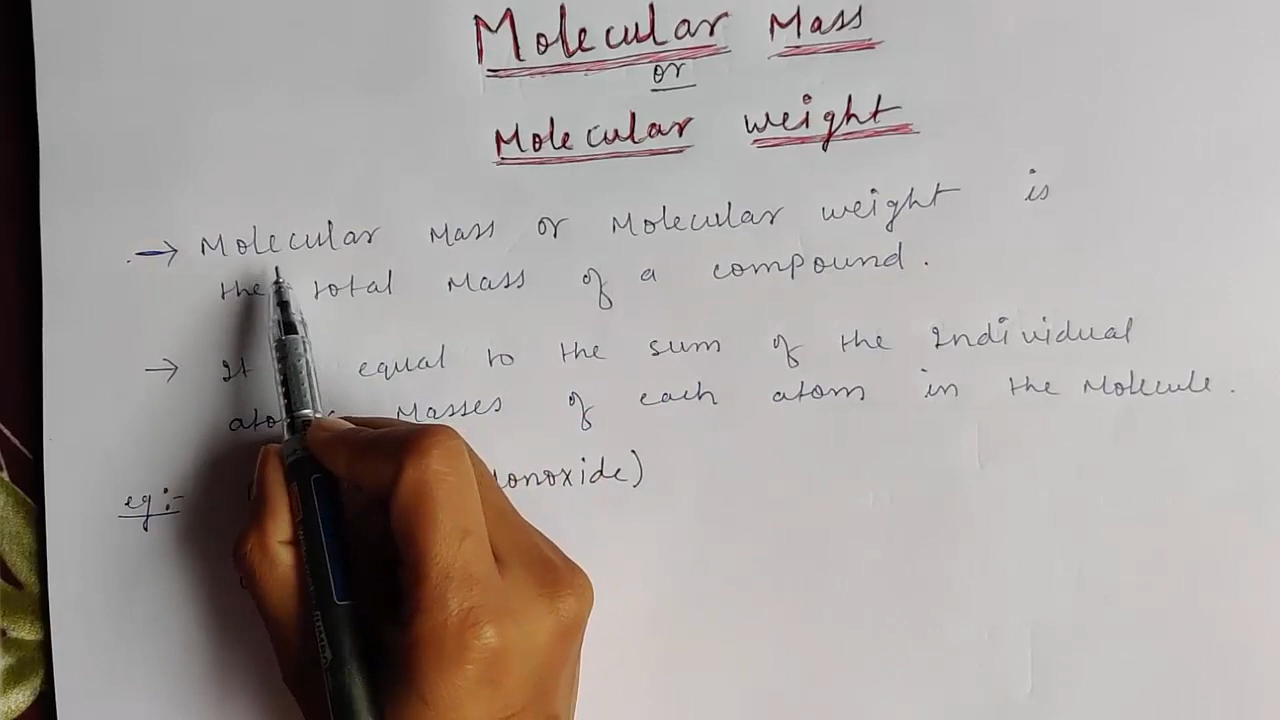 Molecular Mass
or
Molecular weight
→ Molecular Mass or Molecular weight is
the total Mass of a compound.
→ It equal to the sum of the Individual
Masses of each atom in the Molecule.
eg:-